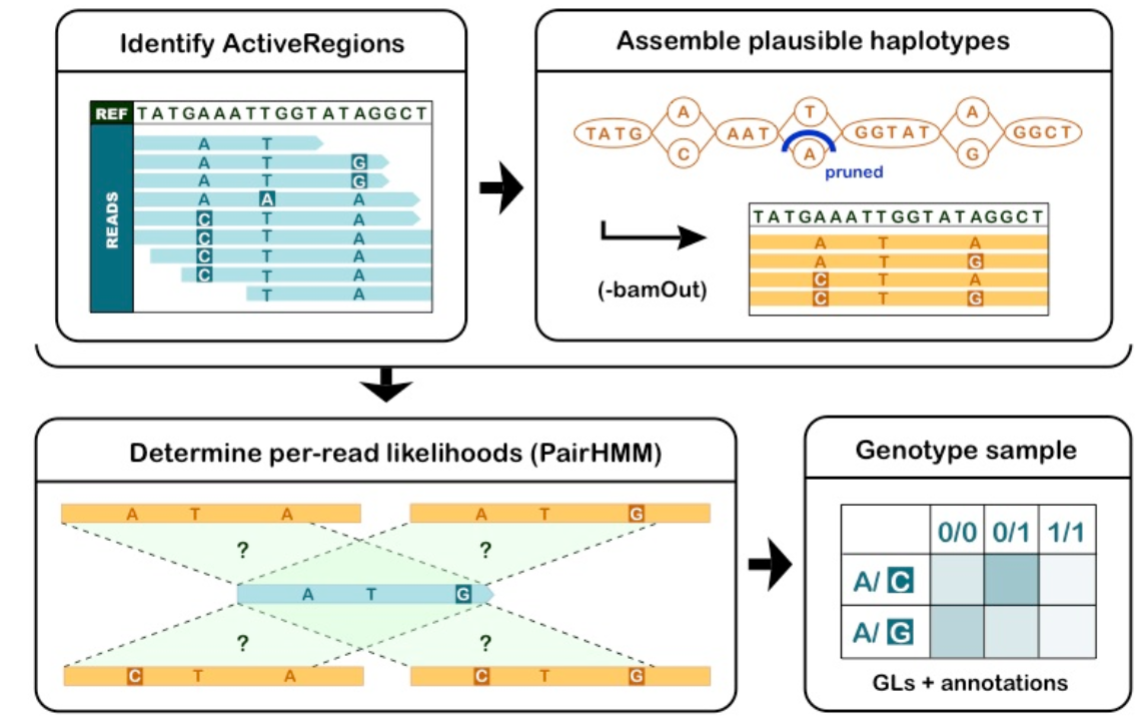 Identify ActiveRegions
REF TATGAAATTGGTATAGGCT
READS
A T
A T G
A T G
A A A
C T A
C T A
C T A
C T A
T A
Assemble plausible haplotypes
TATG A C AAT T A GGTAT A G GGCT
pruned
(-bamOut)
TATGAAATTGGTATAGGCT
A T A
A T G
C T A
C T G
Determine per-read likelihoods (PairHMM)
A T A A T G
? ?
A T G
? ?
C T A C T G
Genotype sample
0/0 0/1 1/1
A/ C
A/ G
GLs + annotations